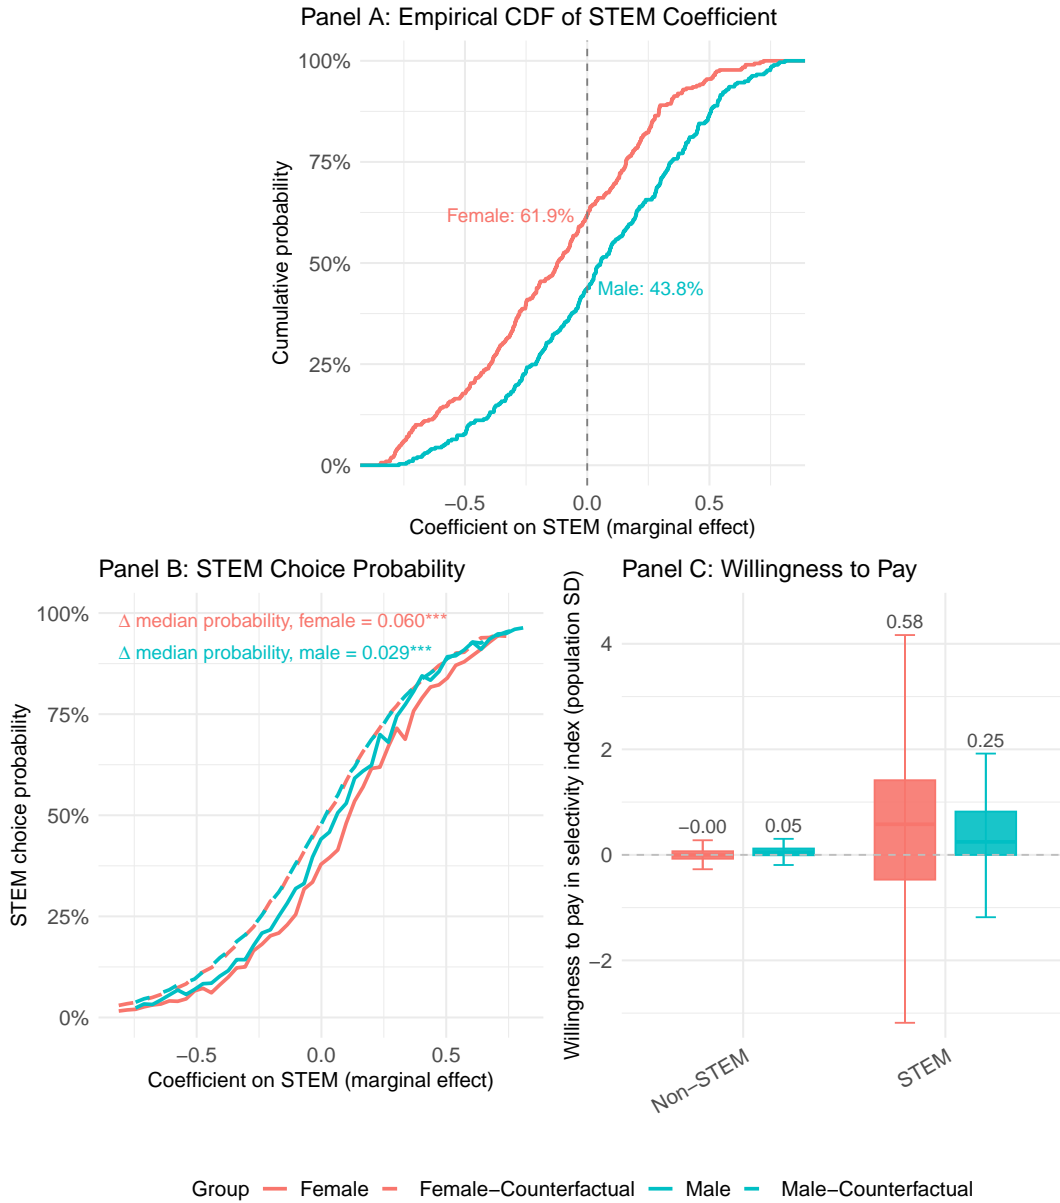 Panel A: Empirical CDF of STEM Coefficient
Cumulative probability
100%
75%
50%
25%
0%
Female: 61.9%
Male: 43.8%
−0.5
0.0
0.5
Coefficient on STEM (marginal effect)
Panel B: STEM Choice Probability
STEM choice probability
100%
75%
50%
25%
0%
Δ median probability, female = 0.060***
Δ median probability, male = 0.029***
−0.5
0.0
0.5
Coefficient on STEM (marginal effect)
Panel C: Willingness to Pay
Willingness to pay in selectivity index (population SD)
4
2
0
−2
−0.00
0.05
0.58
0.25
Non−STEM
STEM
Group Female Female−Counterfactual Male Male−Counterfactual